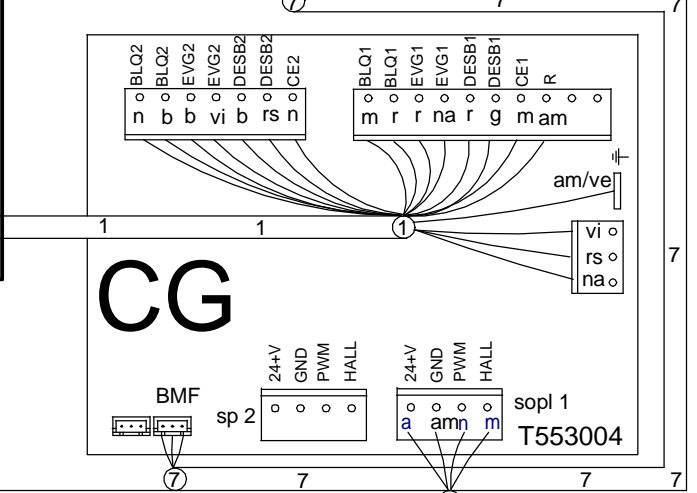 7 7 7
BLQ2 BLQ2 EVG2 EVG2 DESB2 DESB2 CE2
n b b vi b rs n
BLQ1 BLQ1 EVG1 EVG1 DESB1 DESB1 CE1 R
m r r na r g m am
am/ve
1 1 1
vi
rs
na
7
CG
24+V GND PWM HALL
24+V GND PWM HALL
BMF
sp 2
sopl 1
a am n m
T553004
7 7 7 7